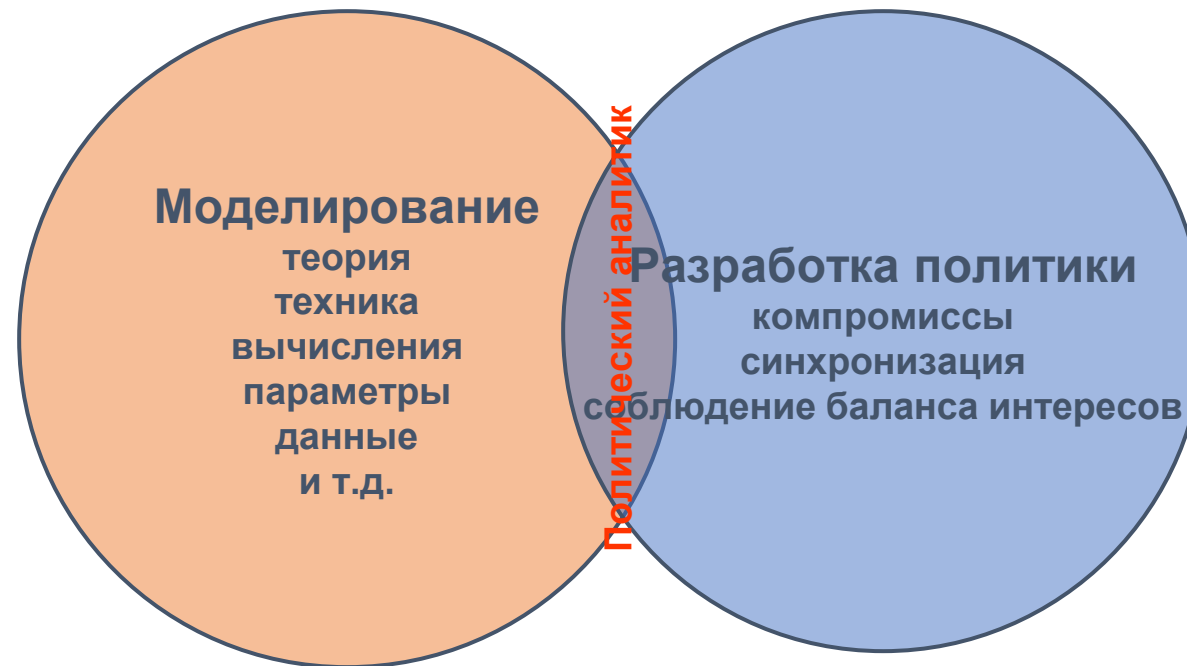 Моделирование
теория
техника
вычисления
параметры
данные
и т.д.
Политический аналитик
Разработка политики
компромиссы
синхронизация
соблюдение баланса интересов